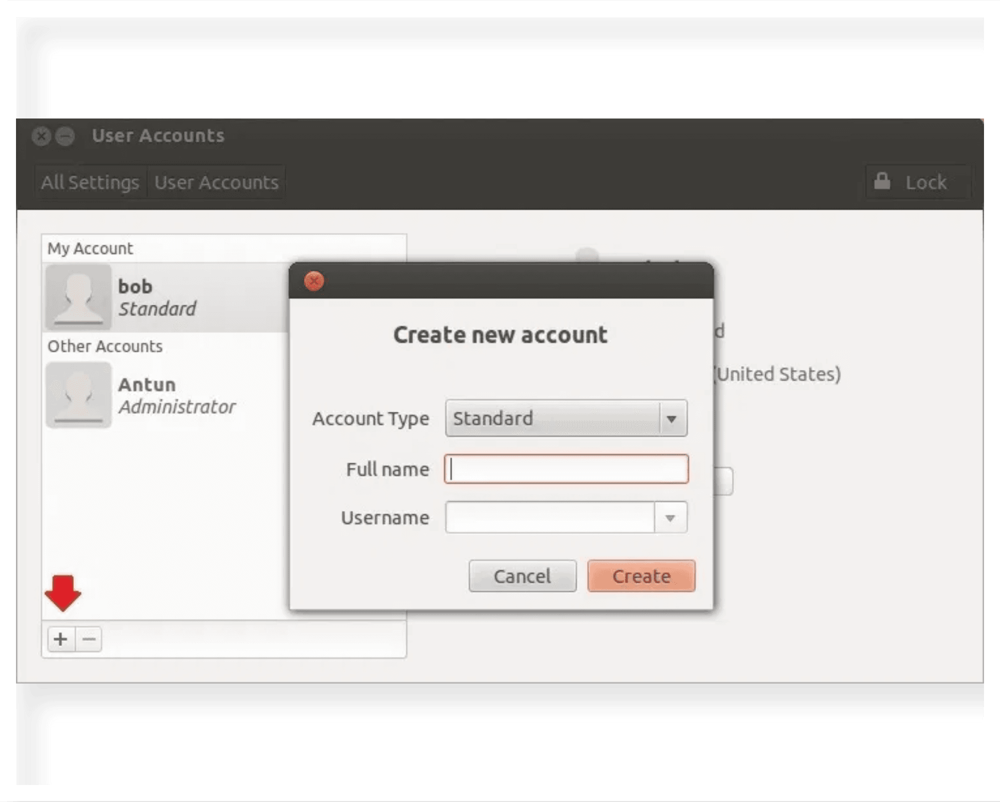 User Accounts
All Settings User Accounts
Lock
My Account
bob
Standard
Other Accounts
Antun
Administrator
Create new account
Account Type Standard
Full name
Username
Cancel Create
d
(United States)